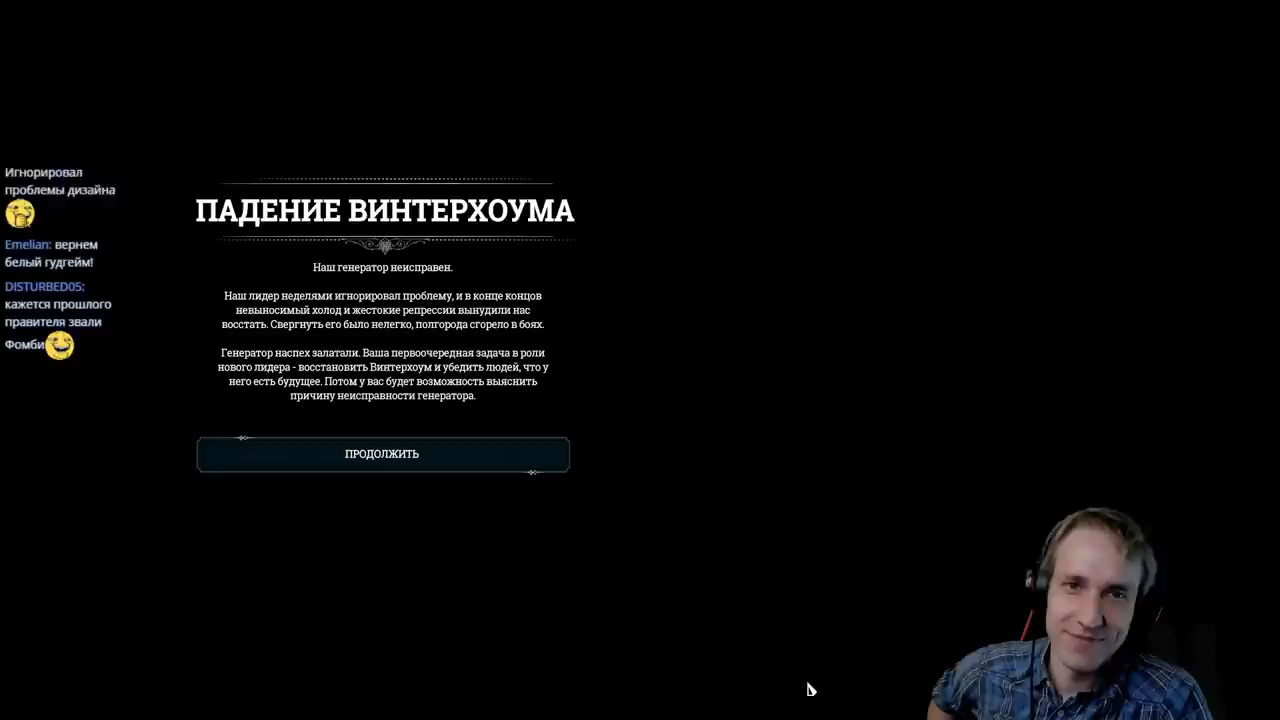 Игнорировал
проблемы дизайна
Emelian: вернем
белый гудгейм!
DISTURBED05:
кажется прошлого
правителя звали
Фомби
ПАДЕНИЕ ВИНТЕРХОУМА
Наш генератор неисправен.
Наш лидер неделями игнорировал проблему, и в конце концов
невыносимый холод и жестокие репрессии вынудили нас
восстать. Свергнуть его было нелегко, полгорода сгорело в боях.
Генератор наспех залатали. Ваша первоочередная задача в роли
нового лидера - восстановить Винтерхоум и убедить людей, что у
него есть будущее. Потом у вас будет возможность выяснить
причину неисправности генератора.
ПРОДОЛЖИТЬ